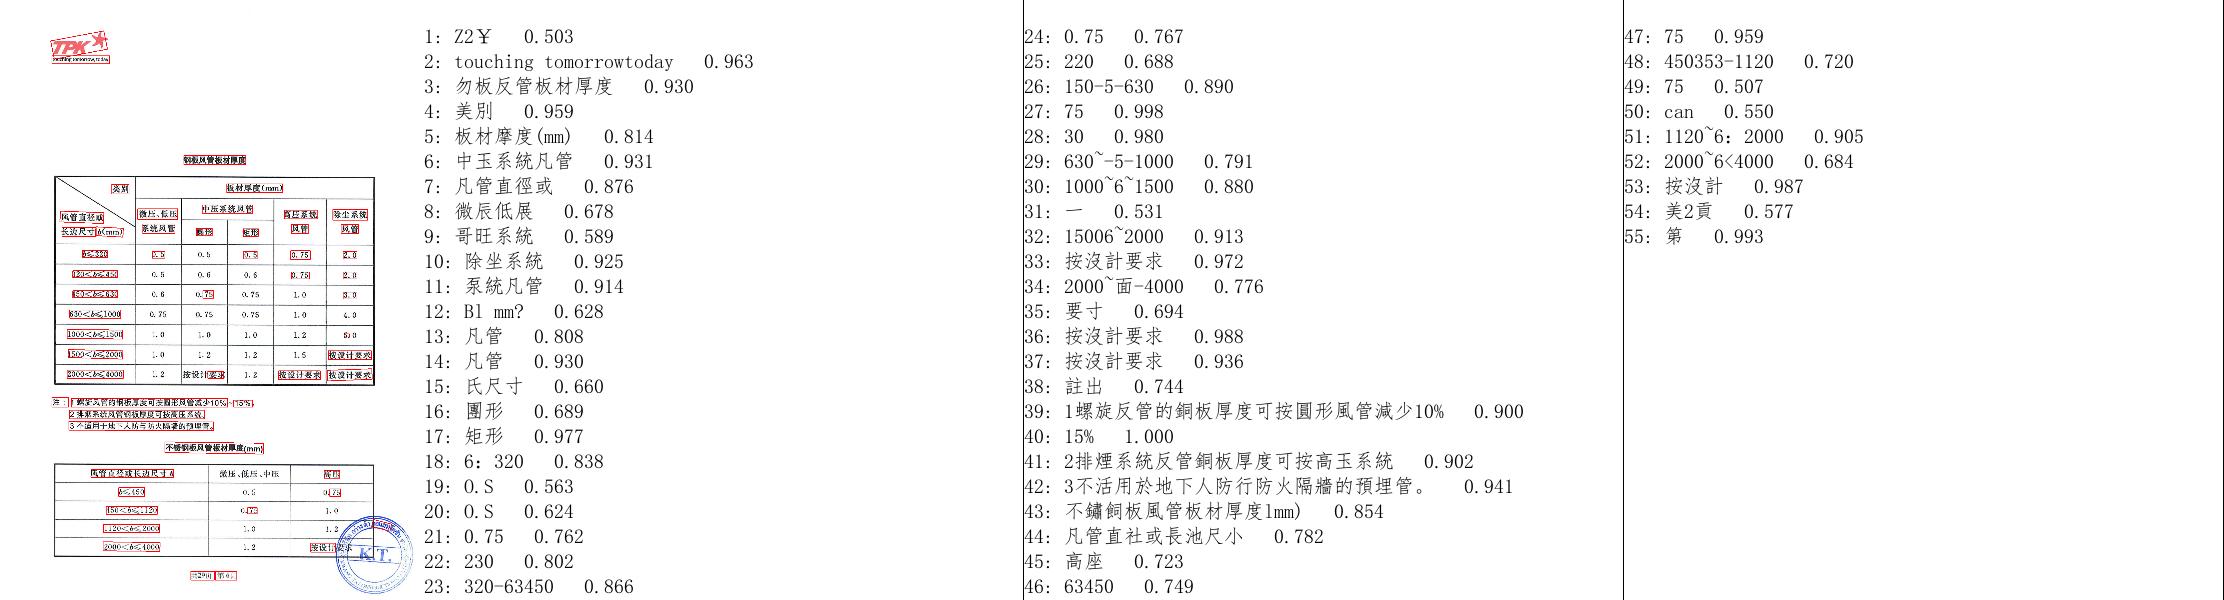 TPK
touching tomorrow today
钢板风管板材厚度
类别 板材厚度(mm)
风管直径或长边尺寸b(mm) 微压、低压系统风管 中压系统风管 圆形 矩形 高压系统风管 除尘系统风管
b≤320 0.5 0.5 0.5 0.75 2.0
320<b≤450 0.5 0.6 0.6 0.75 2.0
450<b≤630 0.6 0.75 0.75 1.0 3.0
630<b≤1000 0.75 0.75 0.75 1.0 4.0
1000<b≤1500 1.0 1.0 1.0 1.2 5.0
1500<b≤2000 1.0 1.2 1.2 1.5 按设计要求
2000<b≤4000 1.2 按设计要求 1.2 按设计要求 按设计要求
注：1 螺旋风管的钢板厚度可按圆形风管减少10%~15%。
2 排烟系统风管钢板厚度可按高压系统。
3 不适用于地下人防与防火隔墙的预埋管。
不锈钢板风管板材厚度(mm)
风管直径或长边尺寸b 微压、低压、中压 高压
b≤450 0.5 0.75
450<b≤1120 0.75 1.0
1120<b≤2000 1.0 1.2
2000<b≤4000 1.2 按设计要求
共29页 第
K.T.
1: Z2￥ 0.503
2: touching tomorrowtoday 0.963
3: 勿板反管板材厚度 0.930
4: 美別 0.959
5: 板材摩度(mm) 0.814
6: 中玉系統凡管 0.931
7: 凡管直徑或 0.876
8: 微辰低展 0.678
9: 哥旺系統 0.589
10: 除坐系統 0.925
11: 泵統凡管 0.914
12: Bl mm? 0.628
13: 凡管 0.808
14: 凡管 0.930
15: 氏尺寸 0.660
16: 團形 0.689
17: 矩形 0.977
18: 6: 320 0.838
19: O.S 0.563
20: O.S 0.624
21: 0.75 0.762
22: 230 0.802
23: 320-63450 0.866
24: 0.75 0.767
25: 220 0.688
26: 150-5-630 0.890
27: 75 0.998
28: 30 0.980
29: 630~-5-1000 0.791
30: 1000~6~1500 0.880
31: 一 0.531
32: 15006~2000 0.913
33: 按沒計要求 0.972
34: 2000~面-4000 0.776
35: 要寸 0.694
36: 按沒計要求 0.988
37: 按沒計要求 0.936
38: 註出 0.744
39: 1螺旋反管的銅板厚度可按圓形風管減少10% 0.900
40: 15% 1.000
41: 2排煙系統反管銅板厚度可按高玉系統 0.902
42: 3不活用於地下人防行防火隔牆的預埋管。 0.941
43: 不鏽飼板風管板材厚度lmm) 0.854
44: 凡管直社或長池尺小 0.782
45: 高座 0.723
46: 63450 0.749
47: 75 0.959
48: 450353-1120 0.720
49: 75 0.507
50: can 0.550
51: 1120~6: 2000 0.905
52: 2000~6<4000 0.684
53: 按沒計 0.987
54: 美2貢 0.577
55: 第 0.993